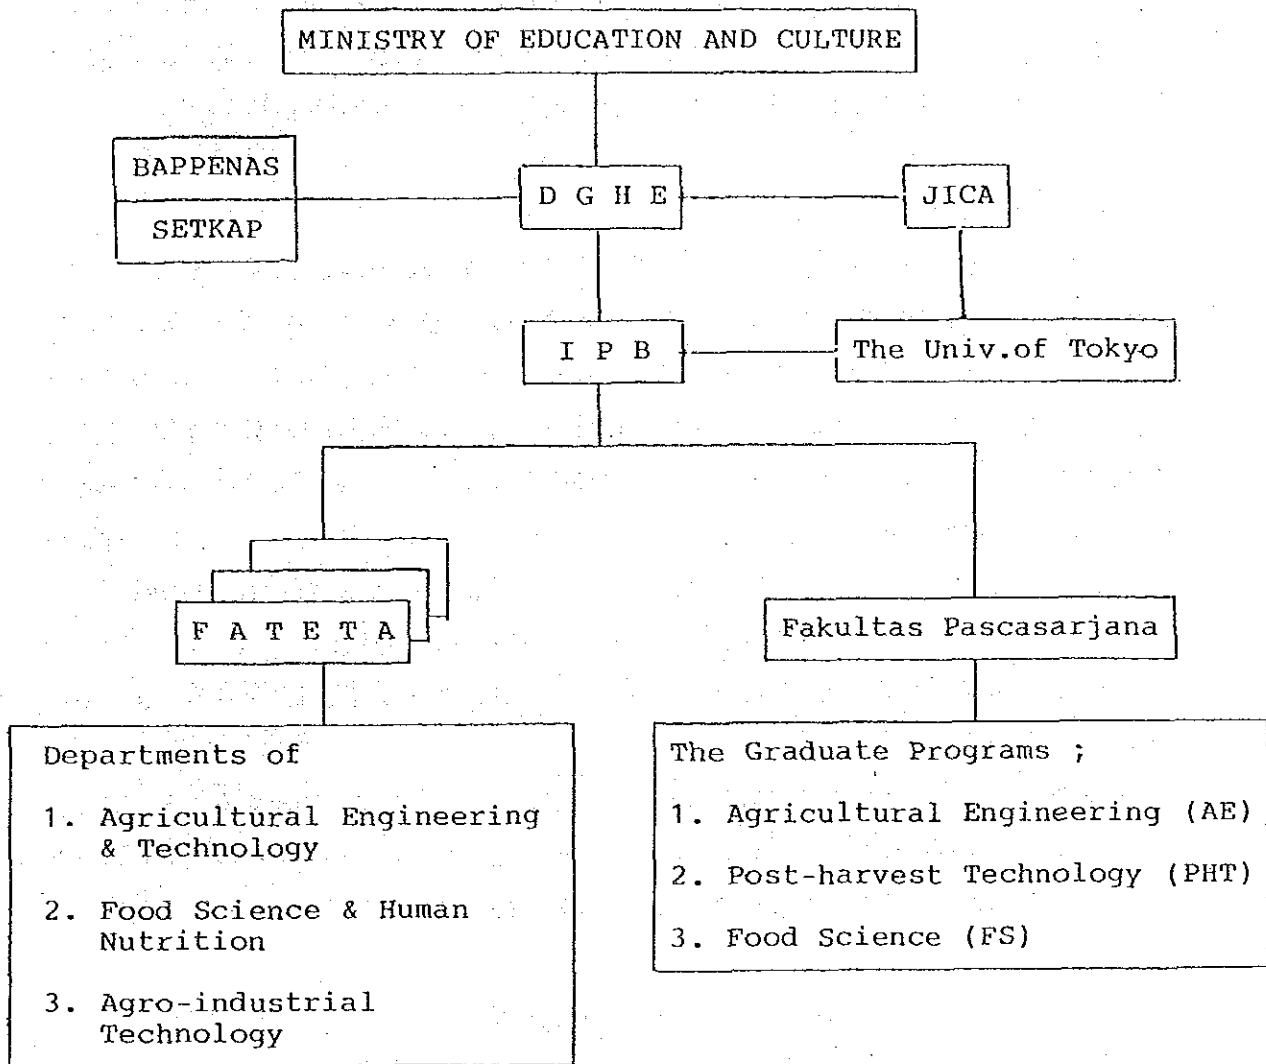 MINISTRY OF EDUCATION AND CULTURE
BAPPENAS
SETKAP
D G H E
JICA
I P B
The Univ.of Tokyo
F A T E T A
Fakultas Pascasarjana
Departments of
1. Agricultural Engineering
& Technology
2. Food Science & Human
Nutrition
3. Agro-industrial
Technology
The Graduate Programs ;
1. Agricultural Engineering (AE)
2. Post-harvest Technology (PHT)
3. Food Science (FS)